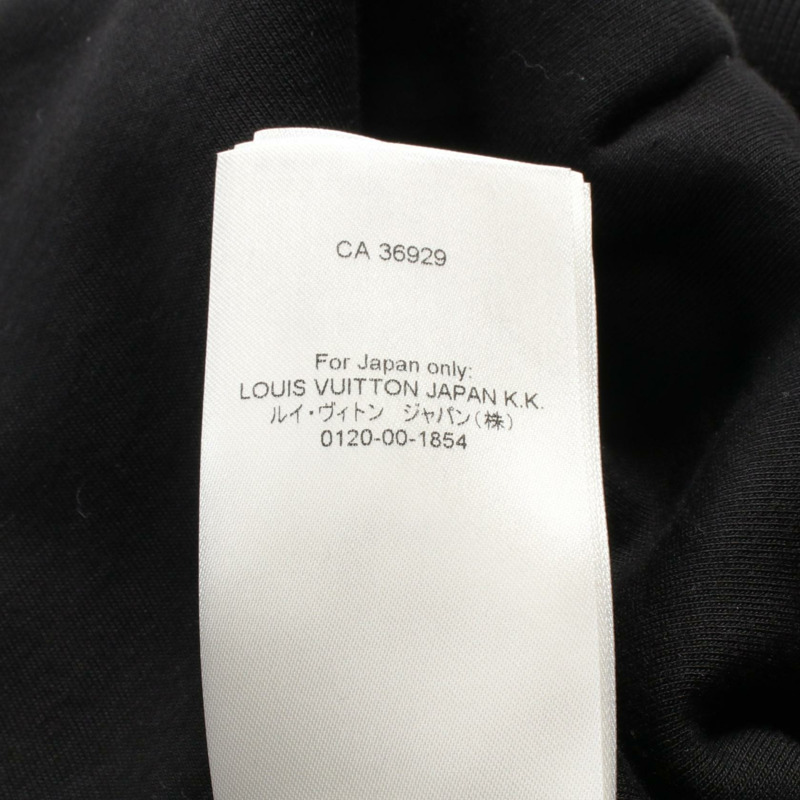 CA 36929
For Japan only:
LOUIS VUITTON JAPAN K.K.
ルイ・ヴィトン ジャパン(株)
0120-00-1854